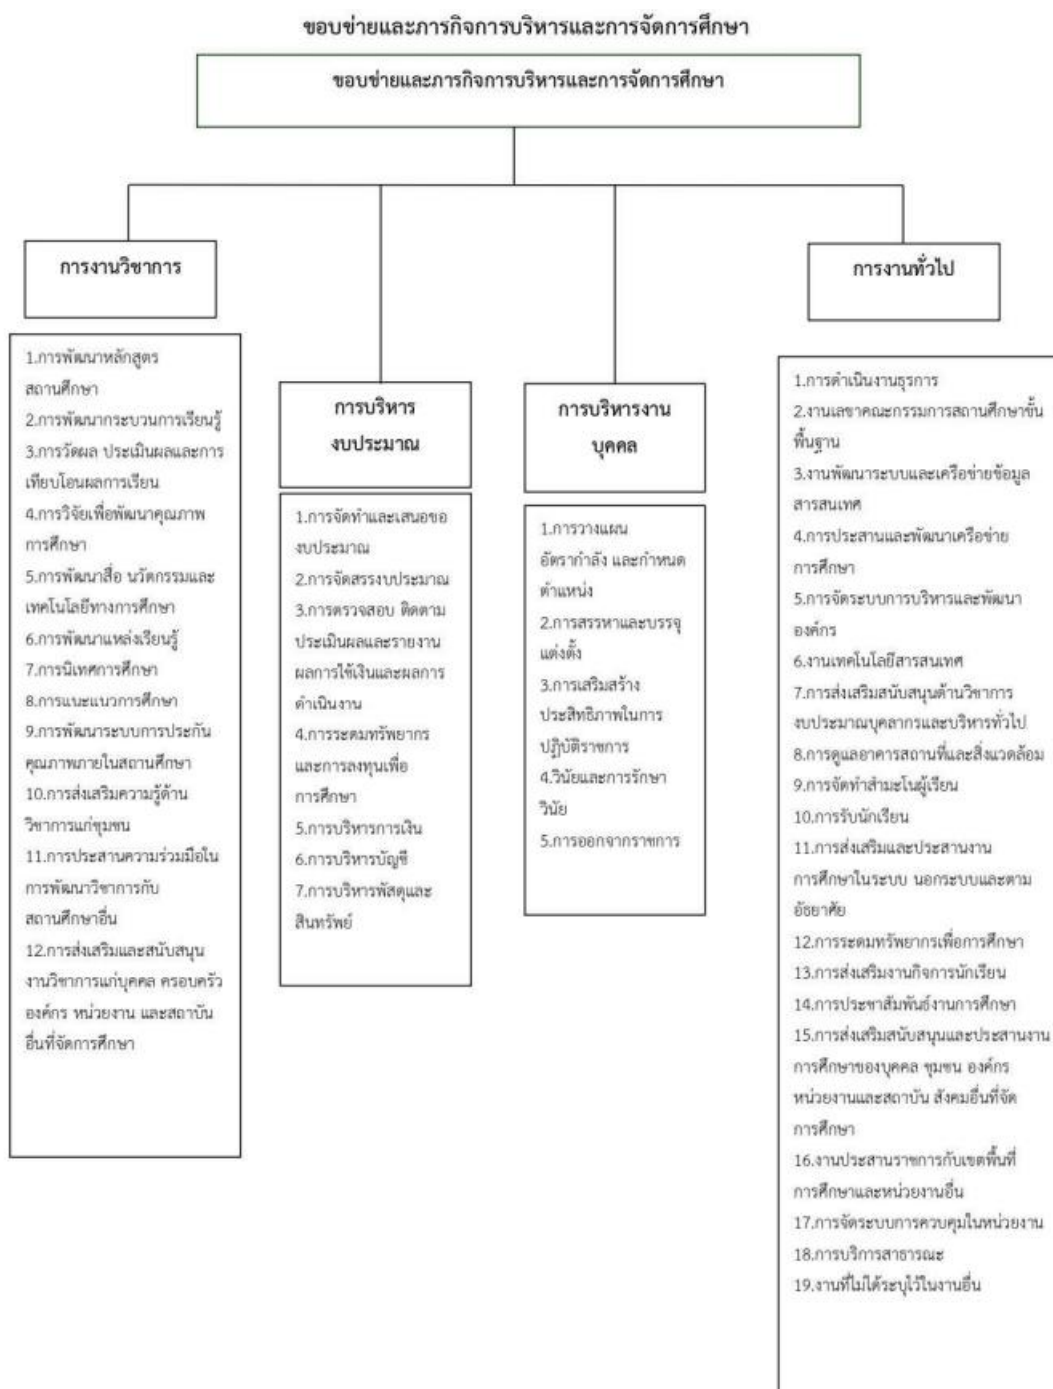 ขอบข่ายและภารกิจการบริหารและการจัดการศึกษา
ขอบข่ายและภารกิจการบริหารและการจัดการศึกษา
การงานวิชาการ
1.การพัฒนาหลักสูตร
สถานศึกษา
2.การพัฒนากระบวนการเรียนรู้
3.การวัดผล ประเมินผลและการ
เทียบโอนผลการเรียน
4.การวิจัยเพื่อพัฒนาคุณภาพ
การศึกษา
5.การพัฒนาสื่อ นวัตกรรมและ
เทคโนโลยีทางการศึกษา
6.การพัฒนาแหล่งเรียนรู้
7.การนิเทศการศึกษา
8.การแนะแนวการศึกษา
9.การพัฒนาระบบการประกัน
คุณภาพภายในสถานศึกษา
10.การส่งเสริมความรู้ด้าน
วิชาการแก่ชุมชน
11.การประสานความร่วมมือใน
การพัฒนาวิชาการกับ
สถานศึกษาอื่น
12.การส่งเสริมและสนับสนุน
งานวิชาการแก่บุคคล ครอบครัว
องค์กร หน่วยงาน และสถาบัน
อื่นที่จัดการศึกษา
การบริหาร
งบประมาณ
1.การจัดทำและเสนอขอ
งบประมาณ
2.การจัดสรรงบประมาณ
3.การตรวจสอบ ติดตาม
ประเมินผลและรายงาน
ผลการใช้เงินและผลการ
ดำเนินงาน
4.การระดมทรัพยากร
และการลงทุนเพื่อ
การศึกษา
5.การบริหารการเงิน
6.การบริหารบัญชี
7.การบริหารพัสดุและ
สินทรัพย์
การบริหารงาน
บุคคล
1.การวางแผน
อัตรากำลัง และกำหนด
ตำแหน่ง
2.การสรรหาและบรรจุ
แต่งตั้ง
3.การเสริมสร้าง
ประสิทธิภาพในการ
ปฏิบัติราชการ
4.วินัยและการรักษา
วินัย
5.การออกจากราชการ
การงานทั่วไป
1.การดำเนินงานธุรการ
2.งานเลขาคณะกรรมการสถานศึกษาขั้น
พื้นฐาน
3.งานพัฒนาระบบและเครือข่ายข้อมูล
สารสนเทศ
4.การประสานและพัฒนาเครือข่าย
การศึกษา
5.การจัดระบบการบริหารและพัฒนา
องค์กร
6.งานเทคโนโลยีสารสนเทศ
7.การส่งเสริมสนับสนุนด้านวิชาการ
งบประมาณบุคลากรและบริหารทั่วไป
8.การดูแลอาคารสถานที่และสิ่งแวดล้อม
9.การจัดทำสำมะโนผู้เรียน
10.การรับนักเรียน
11.การส่งเสริมและประสานงาน
การศึกษาในระบบ นอกระบบและตาม
อัธยาศัย
12.การระดมทรัพยากรเพื่อการศึกษา
13.การส่งเสริมงานกิจการนักเรียน
14.การประชาสัมพันธ์งานการศึกษา
15.การส่งเสริมสนับสนุนและประสานงาน
การศึกษาของบุคคล ชุมชน องค์กร
หน่วยงานและสถาบัน สังคมอื่นที่จัด
การศึกษา
16.งานประสานราชการกับเขตพื้นที่
การศึกษาและหน่วยงานอื่น
17.การจัดระบบการควบคุมในหน่วยงาน
18.การบริการสาธารณะ
19.งานที่ไม่ได้ระบุไว้ในงานอื่น